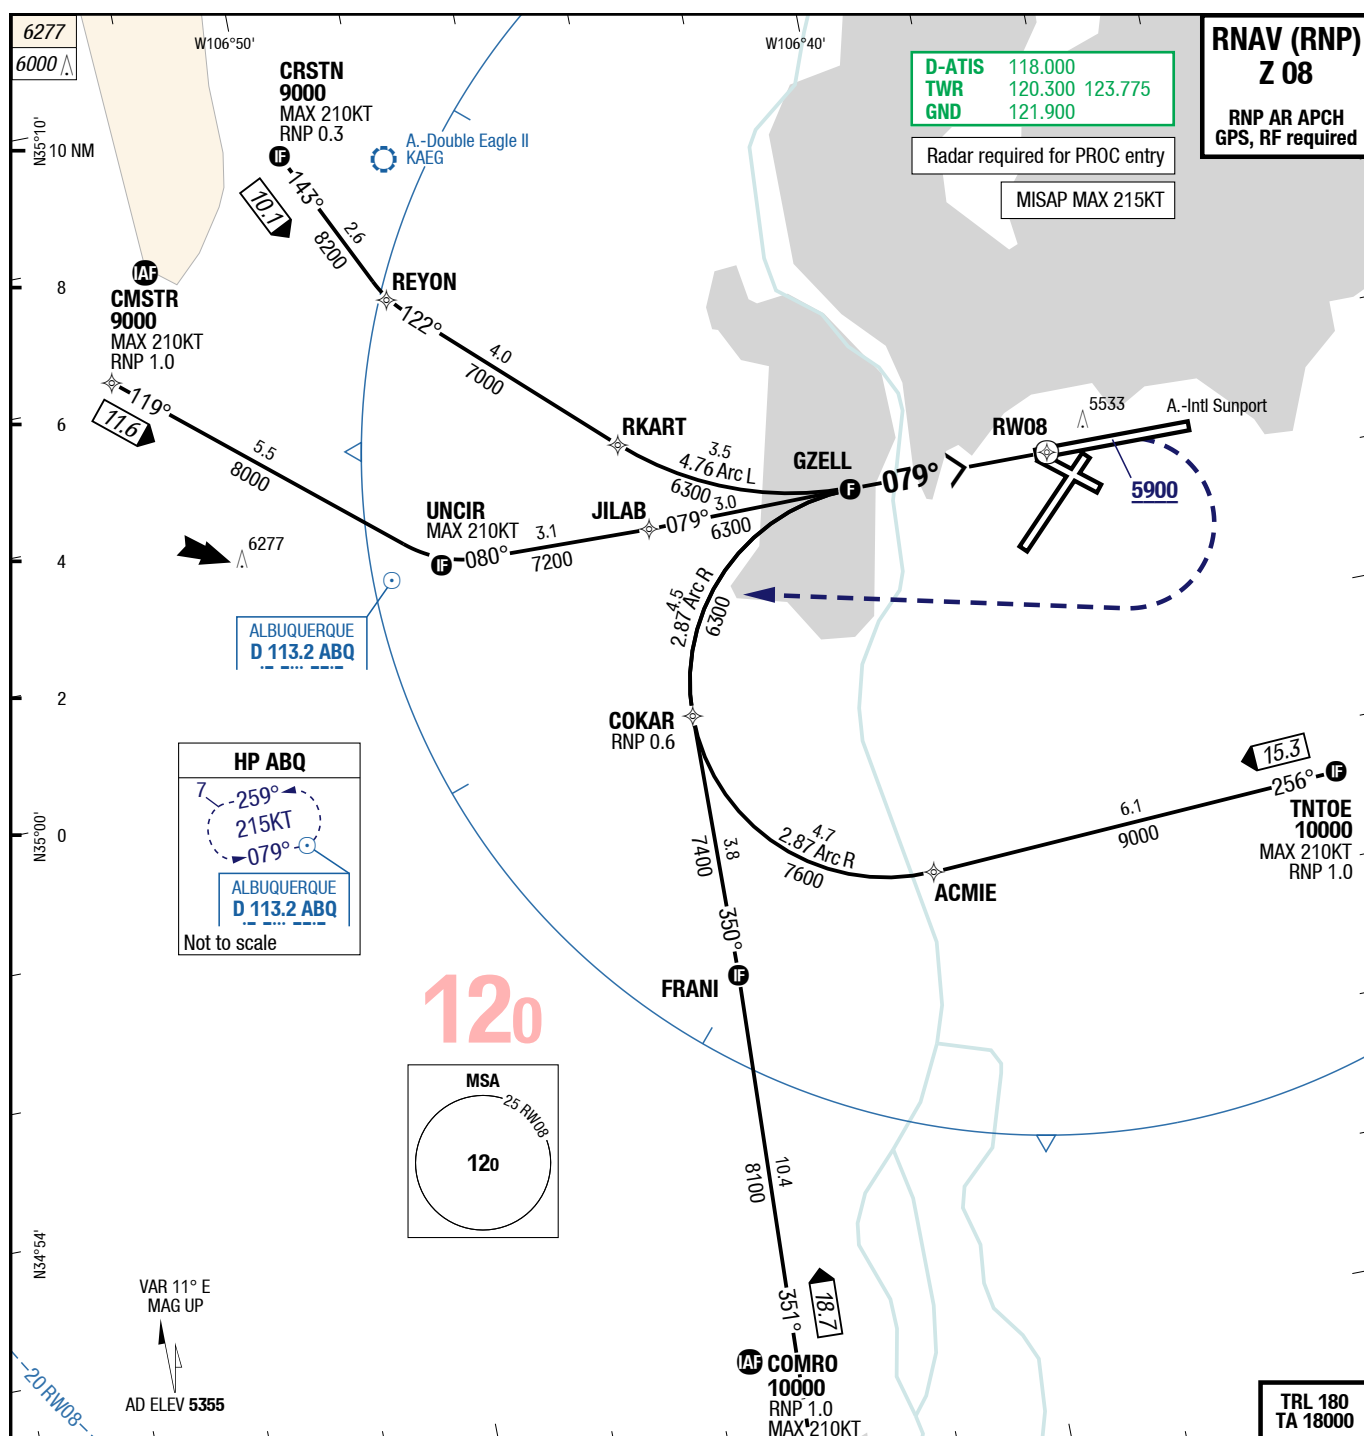 6277
6000
W106°50'
W106°40'
RNAV (RNP)
Z 08
RNP AR APCH
GPS, RF required
D-ATIS 118.000
TWR 120.300 123.775
GND 121.900
Radar required for PROC entry
MISAP MAX 215KT
CRSTN
9000
MAX 210KT
RNP 0.3
IF
A.-Double Eagle II
KAEG
N35°10'
10 NM
143°
10.1
2.6
8200
IAF
CMSTR
9000
MAX 210KT
RNP 1.0
8
REYON
122°
4.0
7000
119°
11.6
5.5
8000
6
RKART
3.5
4.76 Arc L
6300
GZELL
F
079°
RW08
5533
A.-Intl Sunport
5900
UNCIR
MAX 210KT
IF
080°
3.1
7200
JILAB
079°
3.0
6300
6277
4
ALBUQUERQUE
D 113.2 ABQ
4.5
2.87 Arc R
6300
2
COKAR
RNP 0.6
HP ABQ
7
259°
215KT
079°
ALBUQUERQUE
D 113.2 ABQ
Not to scale
15.3
IF
256°
TNTOE
10000
MAX 210KT
RNP 1.0
6.1
9000
N35°00'
0
4.7
2.87 Arc R
7600
ACMIE
3.8
7400
350°
FRANI
IF
120
MSA
25 RW08
120
10.4
8100
351°
18.7
N34°54'
VAR 11° E
MAG UP
AD ELEV 5355
20 RW08
IAF
COMRO
10000
RNP 1.0
MAX 210KT
TRL 180
TA 18000